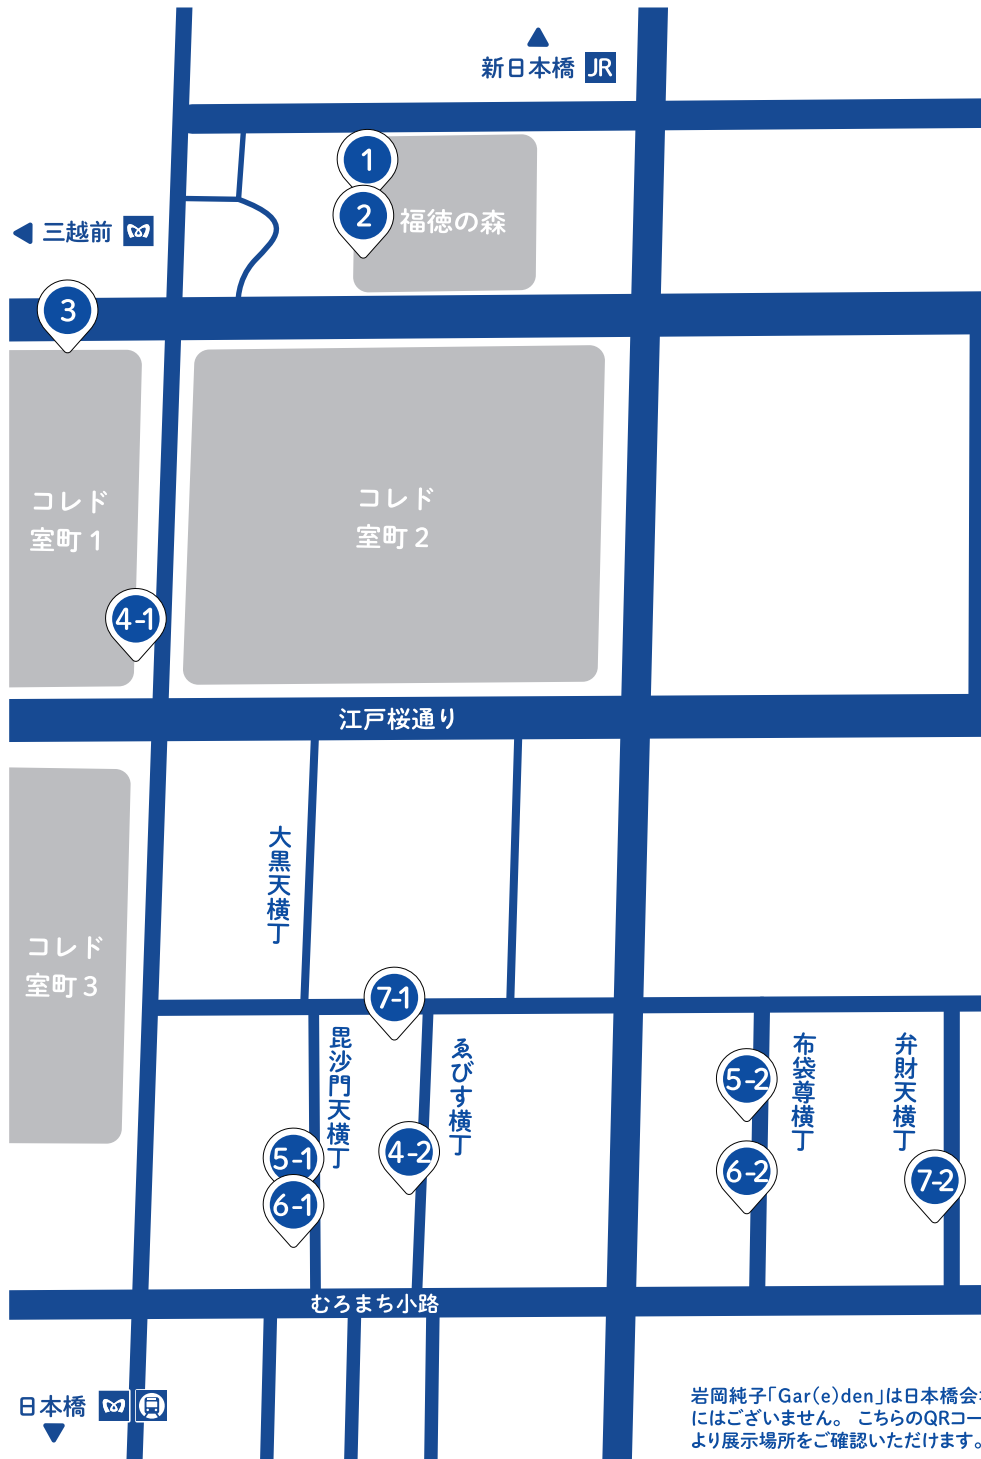 新日本橋 JR
1
2
福徳の森
三越前
3
コレド
室町 1
コレド
室町 2
4-1
江戸桜通り
大黒天横丁
コレド
室町 3
7-1
毘沙門天横丁
ゑびす横丁
布袋尊横丁
弁財天横丁
5-2
5-1
4-2
6-2
7-2
6-1
むろまち小路
日本橋
岩岡純子「Gar(e)den」は日本橋会
にはございません。 こちらのQRコー
より展示場所をご確認いただけます。